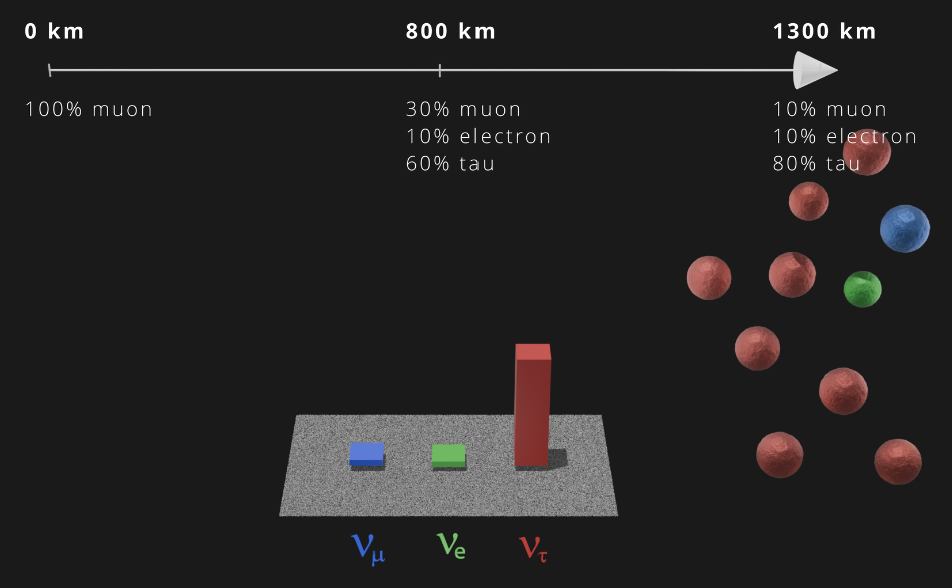 0 km 800 km 1300 km
100% muon 30% muon 10% muon
10% electron 10% electron
60% tau 80% tau
νμ νe ντ